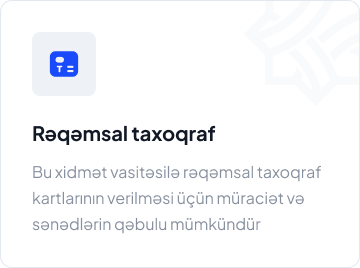 Rəqəmsal taxoqraf
Bu xidmət vasitəsilə rəqəmsal taxoqraf
kartlarının verilməsi üçün müraciət və
sənədlərin qəbulu mümkündür